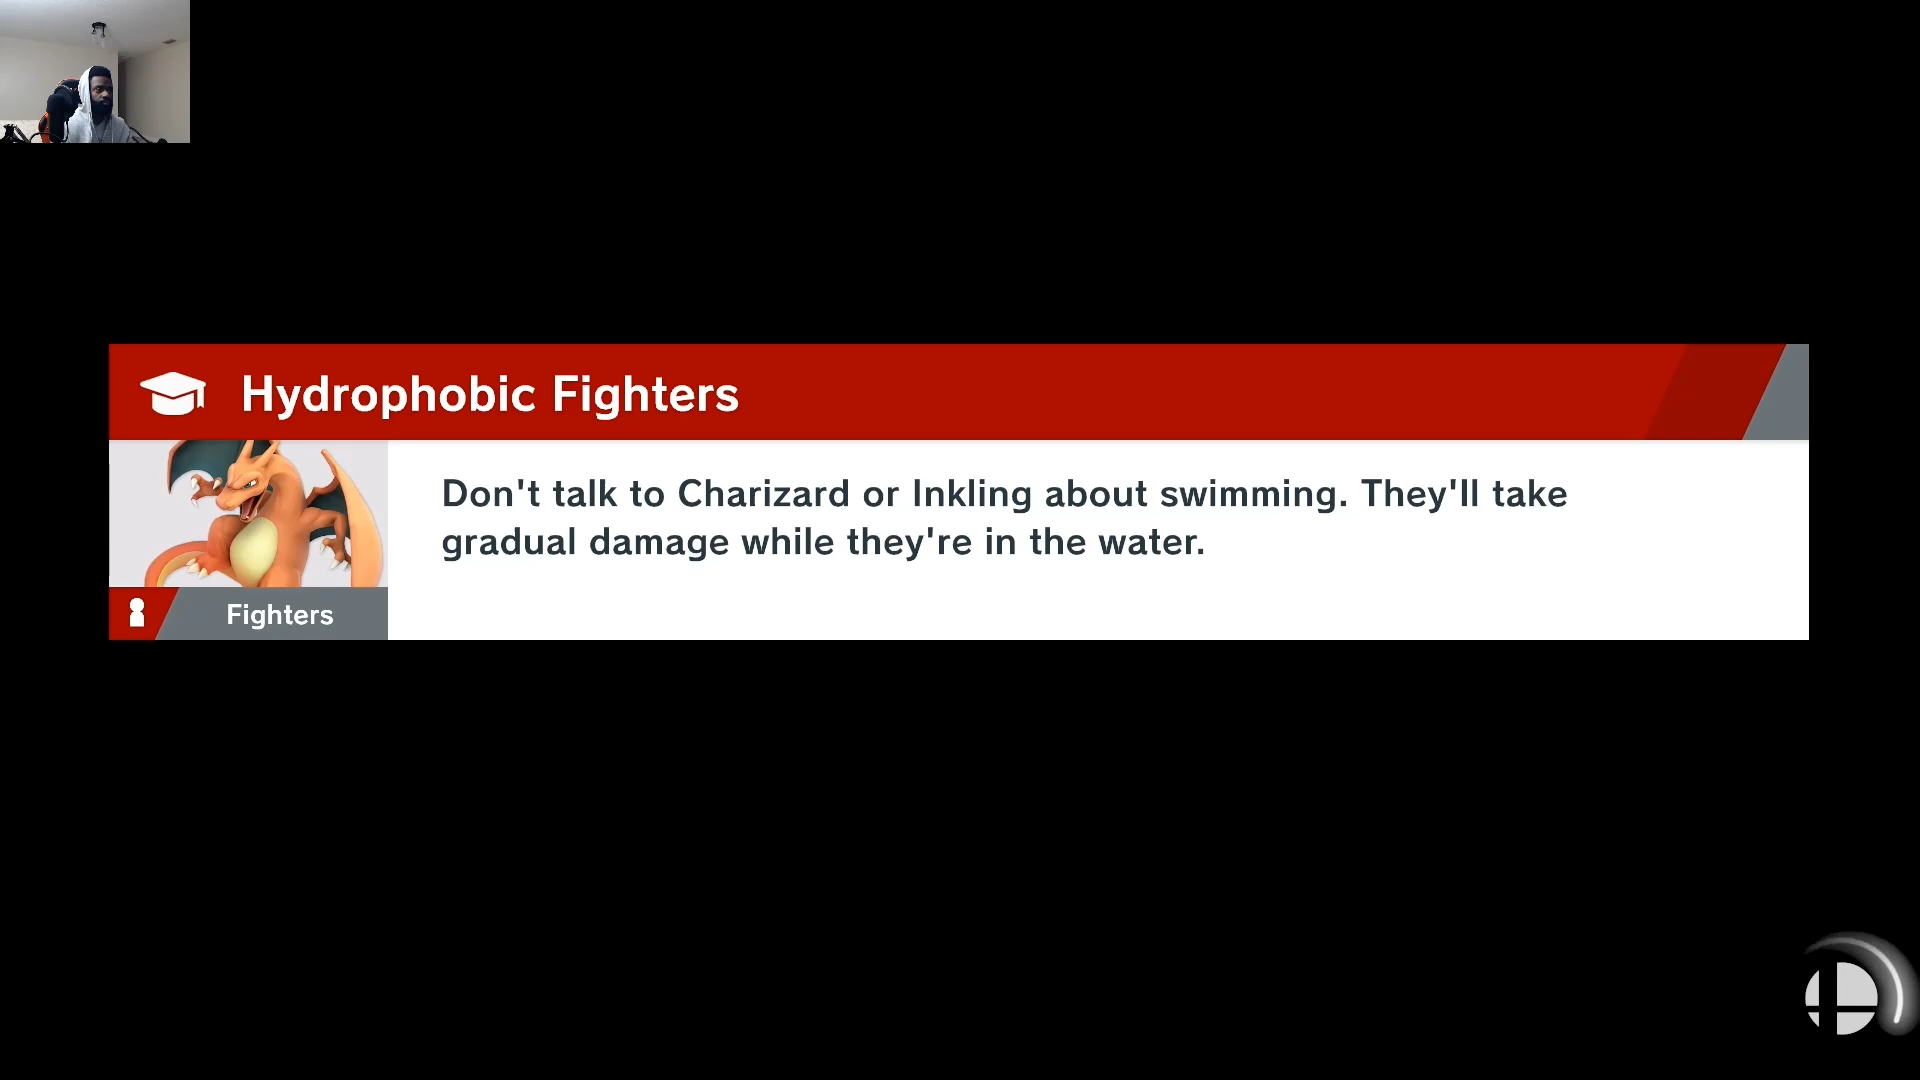 Hydrophobic Fighters
Don't talk to Charizard or Inkling about swimming. They'll take
gradual damage while they're in the water.
Fighters